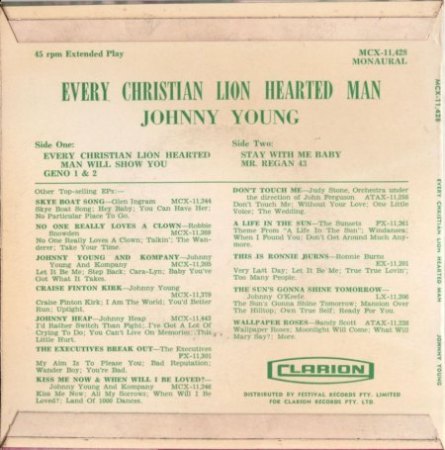 45 rpm Extended Play
MCX-11,428
MONAURAL
EVERY CHRISTIAN LION HEARTED MAN
JOHNNY YOUNG
Side One:
EVERY CHRISTIAN LION HEARTED
MAN WILL SHOW YOU
GENO 1 & 2
Side Two:
STAY WITH ME BABY
MR. REGAN 43
Other Top-selling EPs:—
SKYE BOAT SONG—Glen Ingram MCX-11,244
Skye Boat Song; Hey Baby; You Can Have Her;
No Particular Place To Go.
NO ONE REALLY LOVES A CLOWN—Robbie
Snowden MCX-11,268
No One Really Loves A Clown; Talkin'; The Wan-
derer; Take Your Time.
JOHNNY YOUNG AND KOMPANY—Johnny
Young And Kompany MCX-11,205
Let It Be Me; Step Back; Cara-Lyn; Baby You've
Got What It Takes.
CRAISE FINTON KIRK—Johnny Young
MCX-11,379
Craise Finton Kirk; I Am The World; You'd Better
Run; Uptight.
JOHNNY HEAP—Johnny Heap MCX-11,443
I'd Rather Switch Than Fight; I've Got A Lot Of
Crying To Do; You Can't Live On Memories; This
Little Hurt.
THE EXECUTIVES BREAK OUT—The Executives
PX-11,301
My Aim Is To Please You; Bad Reputation;
Wander Boy; You're Bad.
KISS ME NOW & WHEN WILL I BE LOVED?—
Johnny Young And Kompany MCX-11,246
Kiss Me Now; All My Sorrow; When Will I Be
Loved?; Land Of 1000 Dances.
DON'T TOUCH ME—Judy Stone, Orchestra under
the direction of John Ferguson ATAX-11,256
Don't Touch Me; Without Your Love; One Little
Voice; The Wedding.
A LIFE IN THE SUN—The Sunsets PX-11,261
Theme From "A Life In The Sun"; Windansea;
When I Found You; Don't Get Around Much Any-
more.
THIS IS RONNIE BURNS—Ronnie Burns
EX-11,201
Very Last Day; Let It Be Me; True True Lovin';
Too Many People.
THE SUN'S GONNA SHINE TOMORROW—
Johnny O'Keefe LX-11,206
The Sun's Gonna Shine Tomorrow; Mansion Over
The Hilltop; Own True Self; Ready For You.
WALLPAPER ROSES—Sandy Scott ATAX-11,228
Wallpaper Roses; Moonlight Will Come; What Will
Mary Say?; More.
CLARION
DISTRIBUTED BY FESTIVAL RECORDS PTY. LIMITED
FOR CLARION RECORDS PTY. LTD.
MCX-11,428
EVERY CHRISTIAN LION HEARTED MAN
JOHNNY YOUNG